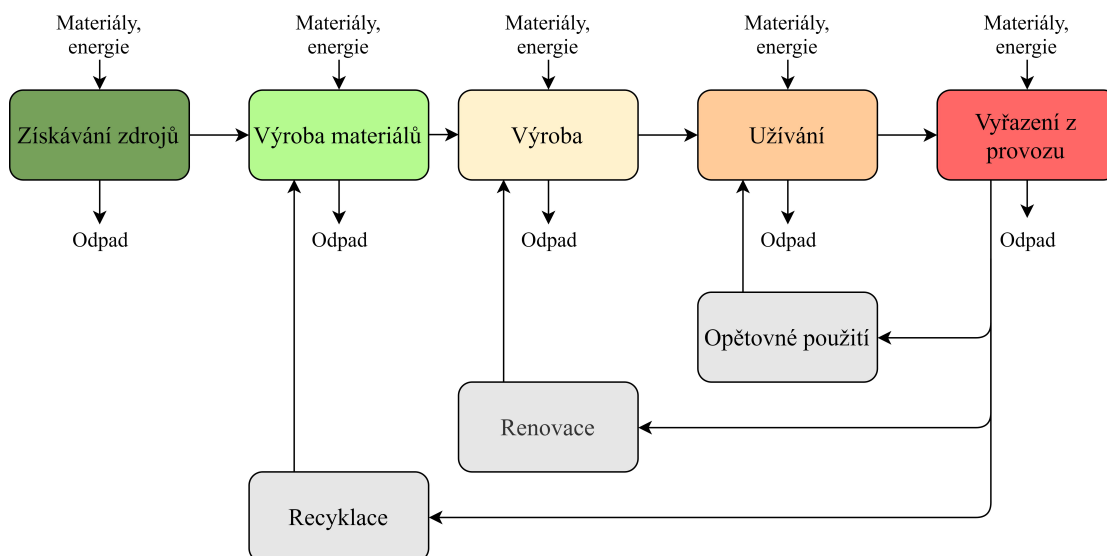 Materiály,
energie
Materiály,
energie
Materiály,
energie
Materiály,
energie
Materiály,
energie
Získávání zdrojů
Výroba materiálů
Výroba
Užívání
Vyřazení z
provozu
Odpad
Odpad
Odpad
Odpad
Odpad
Opětovné použití
Renovace
Recyklace